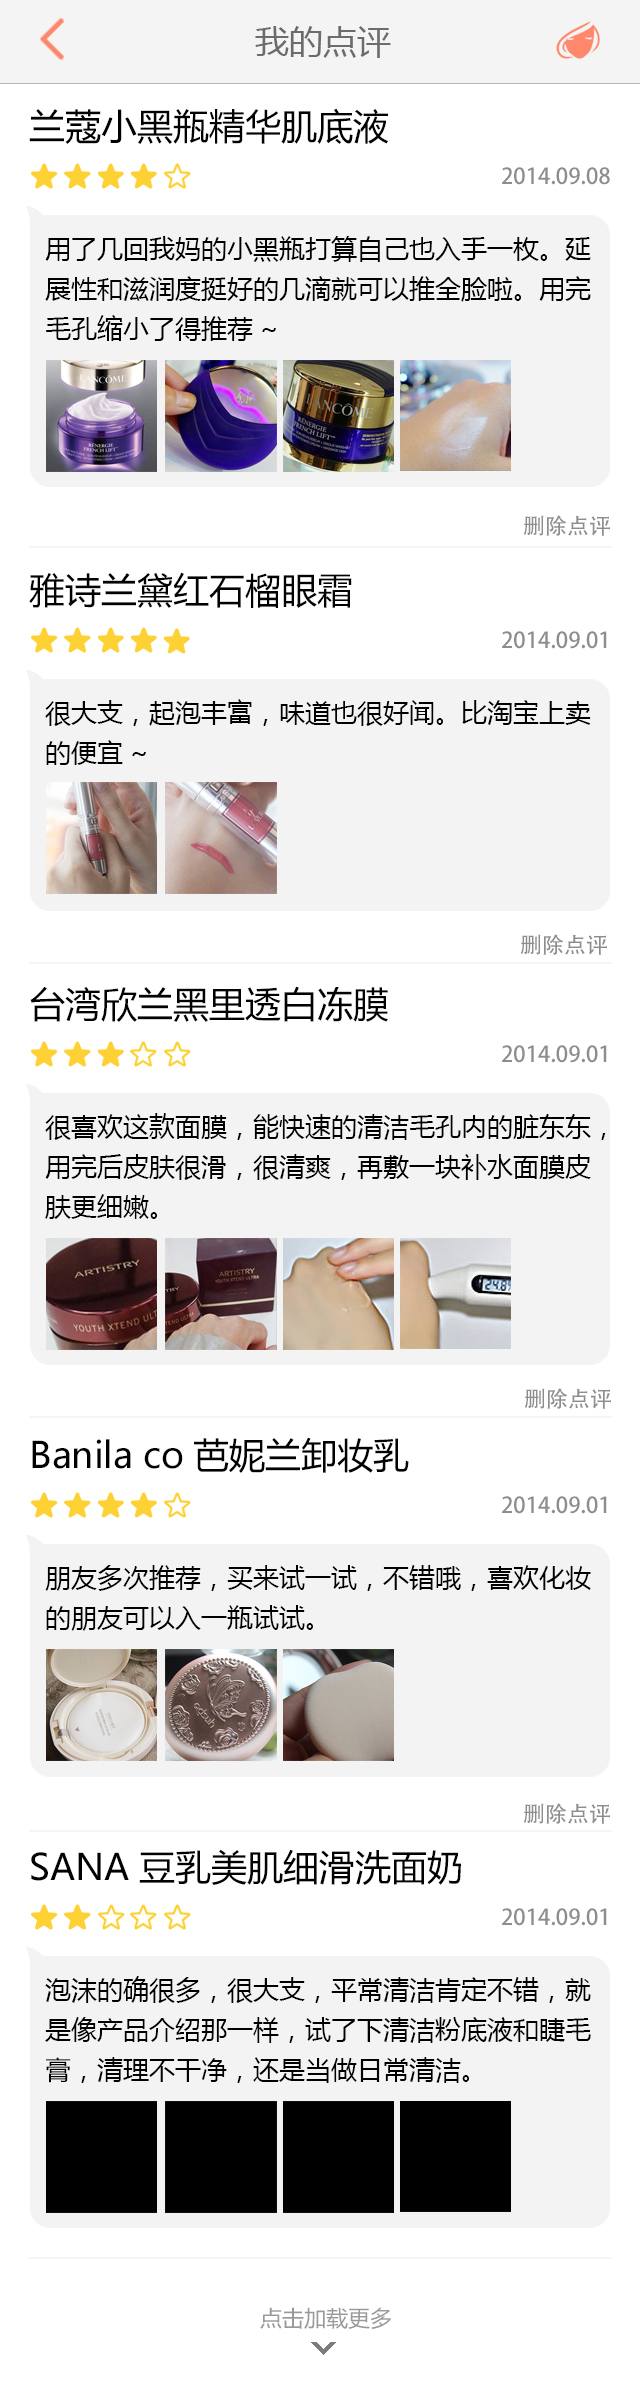 我的点评
兰蔻小黑瓶精华肌底液
2014.09.08
用了几回我妈的小黑瓶打算自己也入手一枚。延
展性和滋润度挺好的几滴就可以推全脸啦。用完
毛孔缩小了得推荐 ~
LANCÔME
RÉNERGIE
FRENCH LIFT
LANCÔME
RÉNERGIE
FRENCH LIFT
删除点评
雅诗兰黛红石榴眼霜
2014.09.01
很大支，起泡丰富，味道也很好闻。比淘宝上卖
的便宜 ~
删除点评
台湾欣兰黑里透白冻膜
2014.09.01
很喜欢这款面膜，能快速的清洁毛孔内的脏东东，
用完后皮肤很滑，很清爽，再敷一块补水面膜皮
肤更细嫩。
ARTISTRY
YOUTH XTEND ULT
ARTISTRY
YOUTH XTEND ULTRA
24.8
删除点评
Banila co 芭妮兰卸妆乳
2014.09.01
朋友多次推荐，买来试一试，不错哦，喜欢化妆
的朋友可以入一瓶试试。
删除点评
SANA 豆乳美肌细滑洗面奶
2014.09.01
泡沫的确很多，很大支，平常清洁肯定不错，就
是像产品介绍那一样，试了下清洁粉底液和睫毛
膏，清理不干净，还是当做日常清洁。
点击加载更多